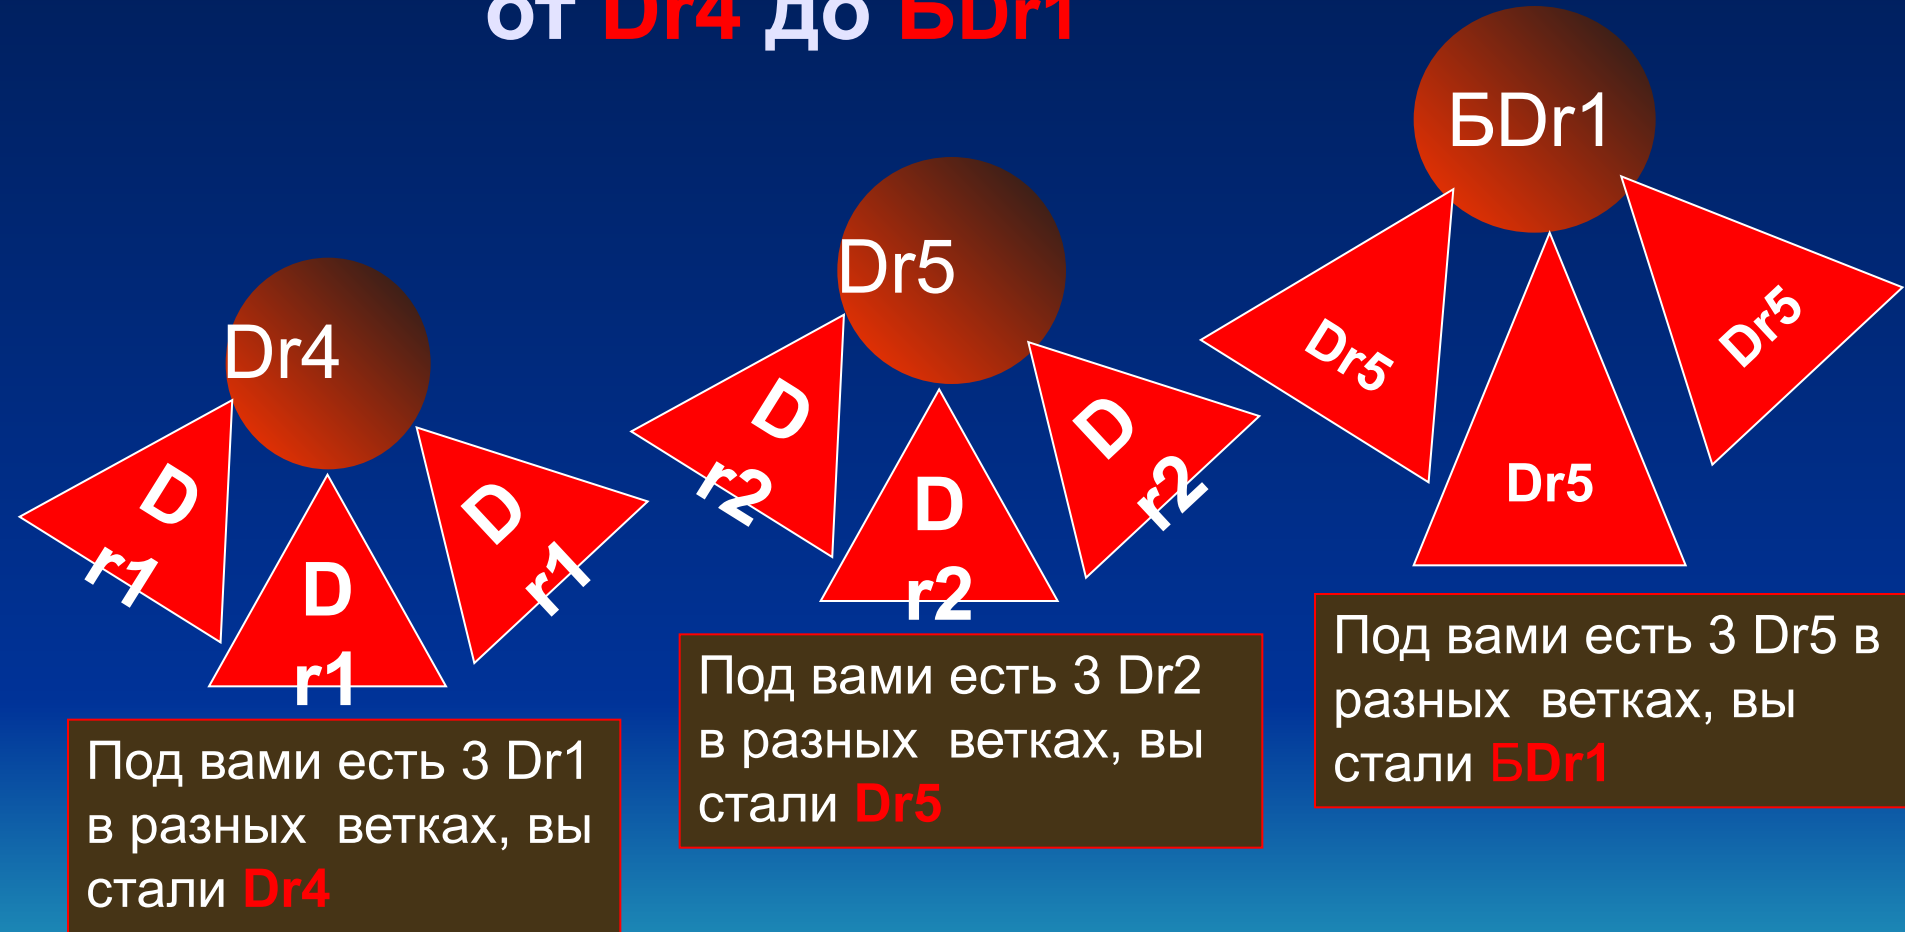 от Dr4 до БDr1
Dr4
D
r1
D
r1
D
r1
Под вами есть 3 Dr1
в разных ветках, вы
стали Dr4
Dr5
D
r2
D
r2
D
r2
Под вами есть 3 Dr2
в разных ветках, вы
стали Dr5
БDr1
Dr5
Dr5
Dr5
Под вами есть 3 Dr5 в
разных ветках, вы
стали БDr1